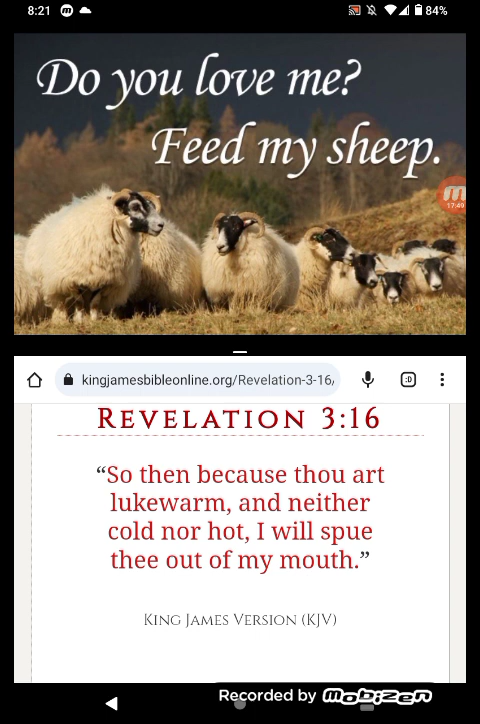 8:21 m 84%
Do you love me?
Feed my sheep.
m
17:49
kingjamesbibleonline.org/Revelation-3-16/
:D
REVELATION 3:16
“So then because thou art
lukewarm, and neither
cold nor hot, I will spue
thee out of my mouth.”
KING JAMES VERSION (KJV)
Recorded by mobizen